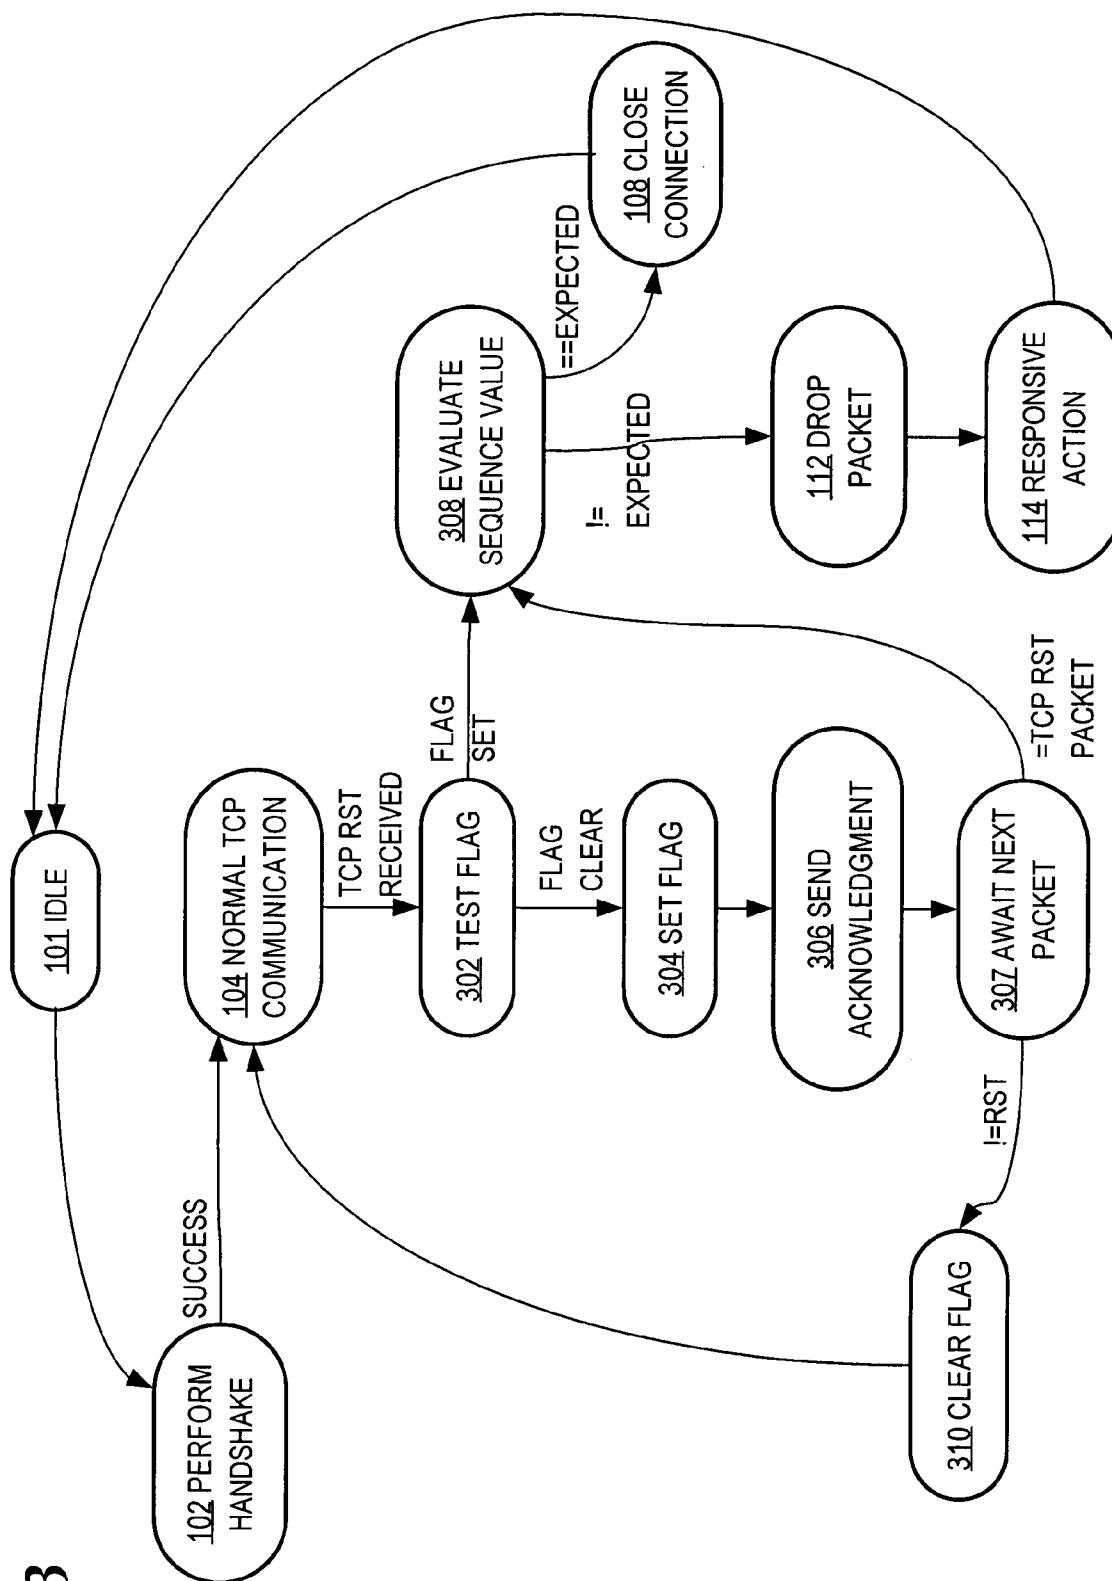 101 IDLE
102 PERFORM
HANDSHAKE
SUCCESS
104 NORMAL TCP
COMMUNICATION
TCP RST
RECEIVED
302 TEST FLAG
FLAG
SET
FLAG
CLEAR
304 SET FLAG
306 SEND
ACKNOWLEDGMENT
307 AWAIT NEXT
PACKET
=TCP RST
PACKET
!=RST
310 CLEAR FLAG
308 EVALUATE
SEQUENCE VALUE
==EXPECTED
108 CLOSE
CONNECTION
!=
EXPECTED
112 DROP
PACKET
114 RESPONSIVE
ACTION
3